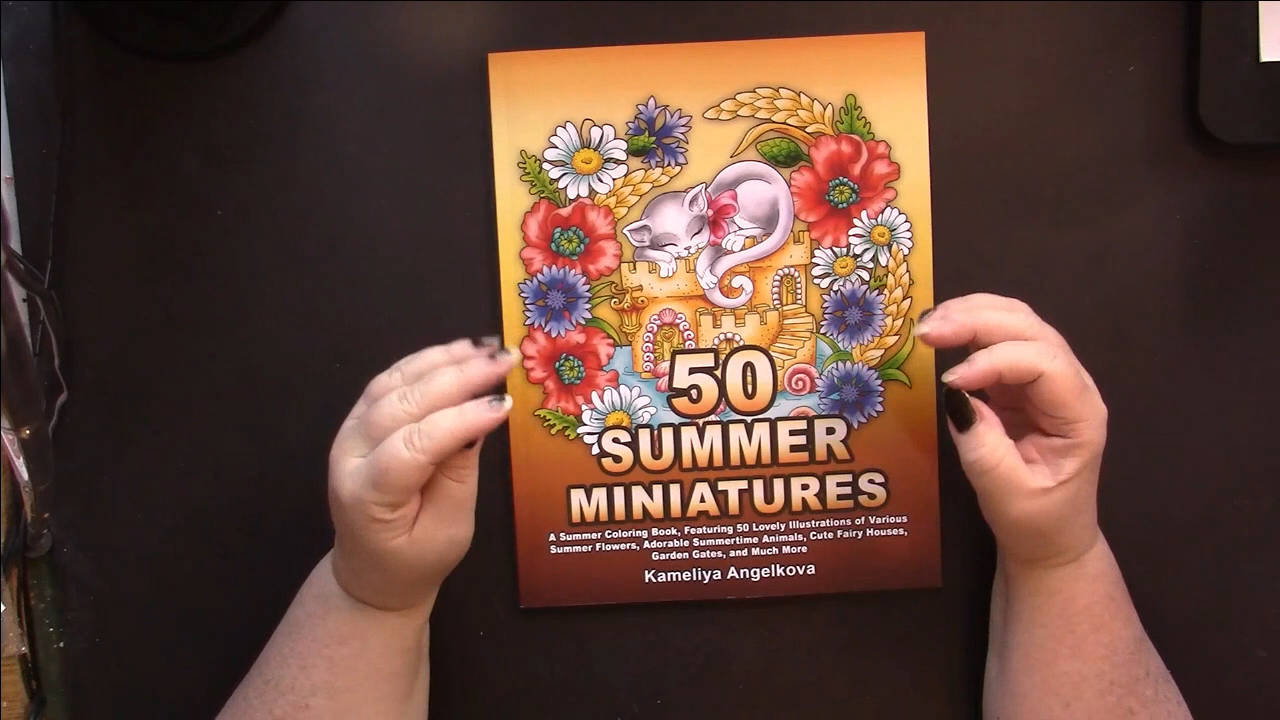 50
SUMMER
MINIATURES
A Summer Coloring Book, Featuring 50 Lovely Illustrations of Various
Summer Flowers, Adorable Summertime Animals, Cute Fairy Houses,
Garden Gates, and Much More
Kameliya Angelkova